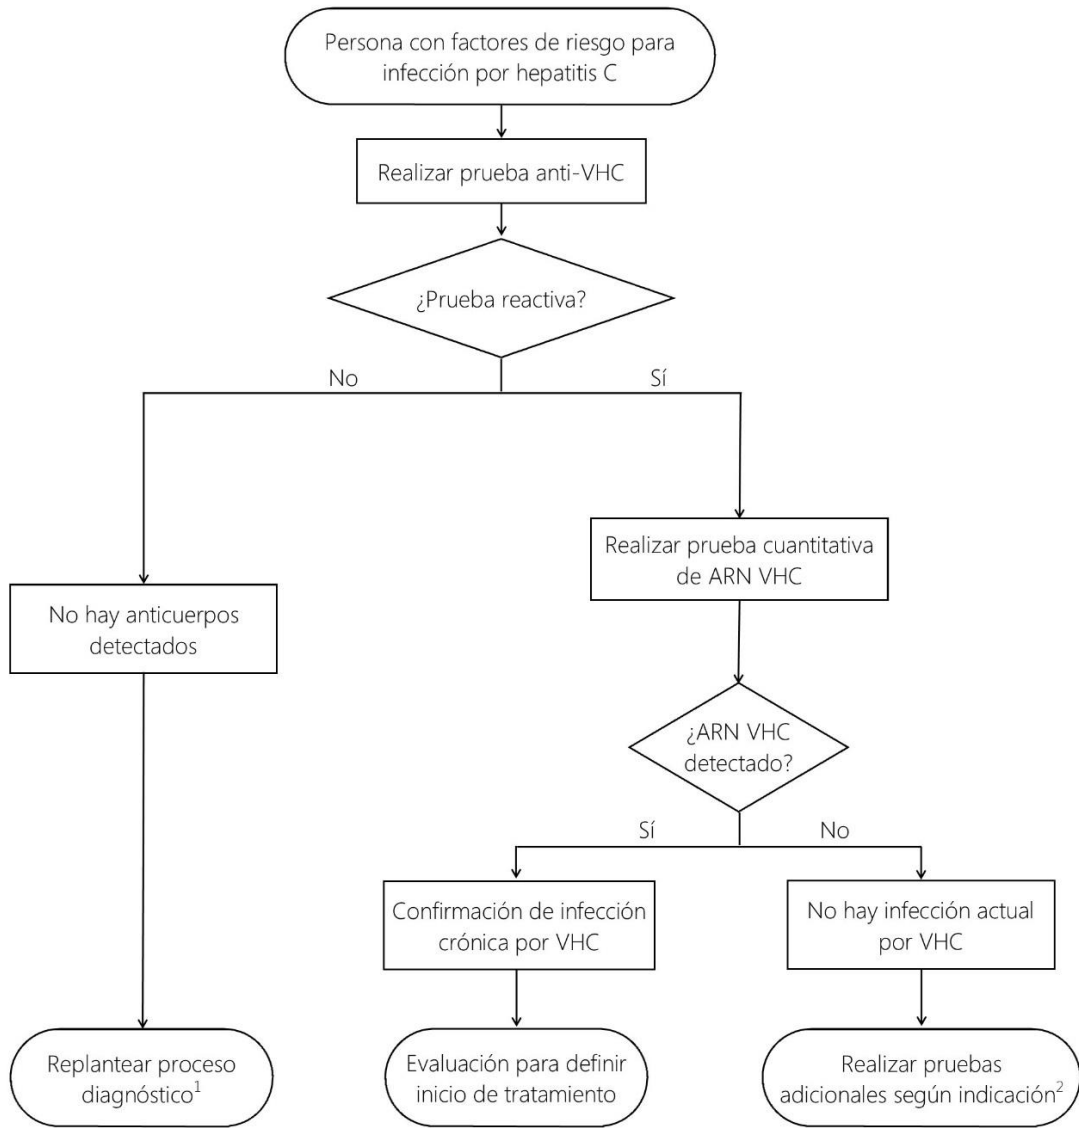 Persona con factores de riesgo para
infección por hepatitis C
Realizar prueba anti-VHC
¿Prueba reactiva?
No
Sí
Realizar prueba cuantitativa
de ARN VHC
No hay anticuerpos
detectados
¿ARN VHC
detectado?
Sí
No
Confirmación de infección
crónica por VHC
No hay infección actual
por VHC
Replantear proceso
diagnóstico¹
Evaluación para definir
inicio de tratamiento
Realizar pruebas
adicionales según indicación²